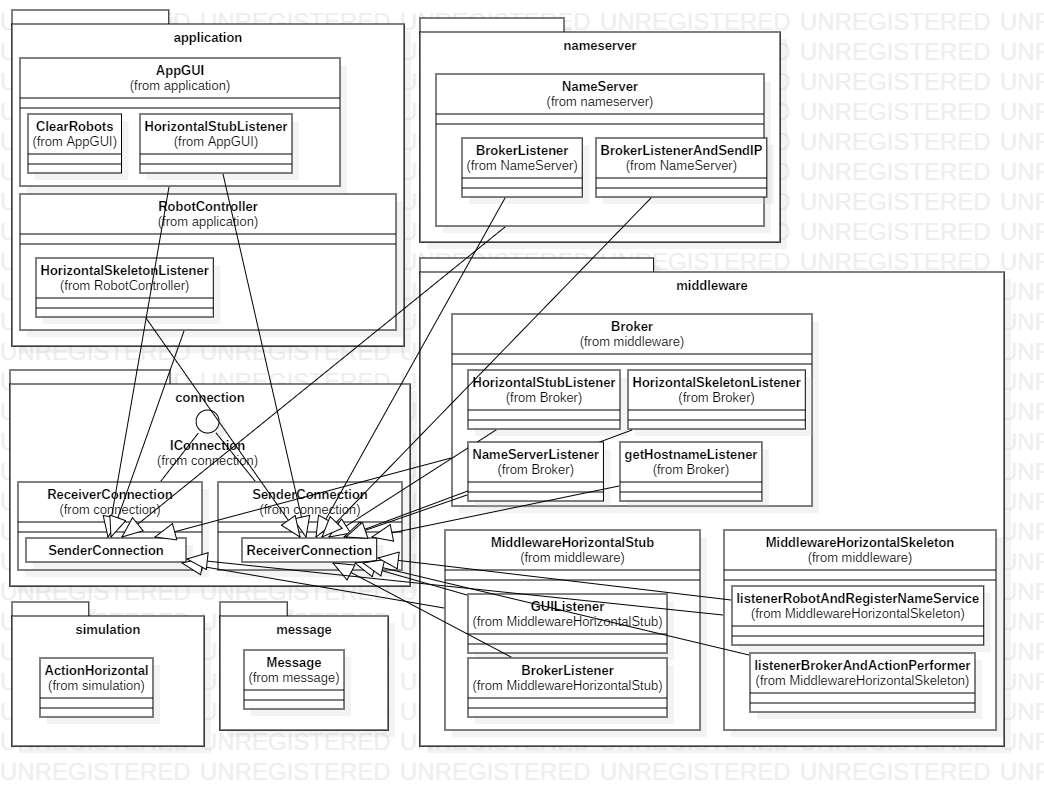 application
AppGUI
(from application)
ClearRobots
(from AppGUI)
HorizontalStubListener
(from AppGUI)
RobotController
(from application)
HorizontalSkeletonListener
(from RobotController)
nameserver
NameServer
(from nameserver)
BrokerListener
(from NameServer)
BrokerListenerAndSendIP
(from NameServer)
middleware
Broker
(from middleware)
HorizontalStubListener
(from Broker)
HorizontalSkeletonListener
(from Broker)
NameServerListener
(from Broker)
getHostnameListener
(from Broker)
MiddlewareHorizontalStub
(from middleware)
GUIListener
(from MiddlewareHorizontalStub)
BrokerListener
(from MiddlewareHorizontalStub)
MiddlewareHorizontalSkeleton
(from middleware)
listenerRobotAndRegisterNameService
(from MiddlewareHorizontalSkeleton)
listenerBrokerAndActionPerformer
(from MiddlewareHorizontalSkeleton)
connection
IConnection
(from connection)
ReceiverConnection
(from connection)
SenderConnection
SenderConnection
(from connection)
ReceiverConnection
simulation
ActionHorizontal
(from simulation)
message
Message
(from message)
UNREGISTERED UNREGISTERED UNREGISTERED UNREGISTERED UNREGISTERED